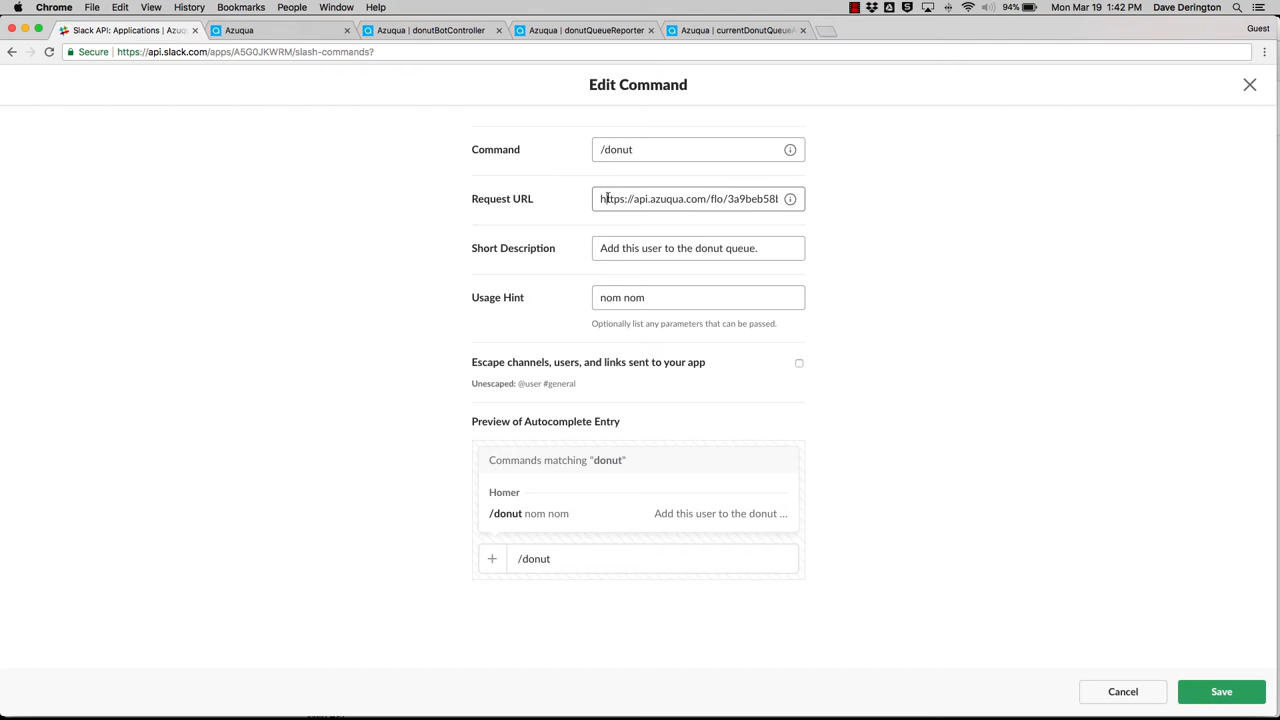 Chrome File Edit View History Bookmarks People Window Help 94% Mon Mar 19 1:42 PM Dave Derington
Slack API: Applications | Azuqua Azuqua | donutBotController Azuqua | donutQueueReporter Azuqua | currentDonutQueueA Guest
Secure https://api.slack.com/apps/A5G0JKWRM/slash-commands?
Edit Command
Command /donut
Request URL https://api.azuqua.com/flo/3a9beb58b
Short Description Add this user to the donut queue.
Usage Hint nom nom
Optionally list any parameters that can be passed.
Escape channels, users, and links sent to your app
Unescaped: @user #general
Preview of Autocomplete Entry
Commands matching "donut"
Homer
/donut nom nom Add this user to the donut ...
+ /donut
Cancel Save